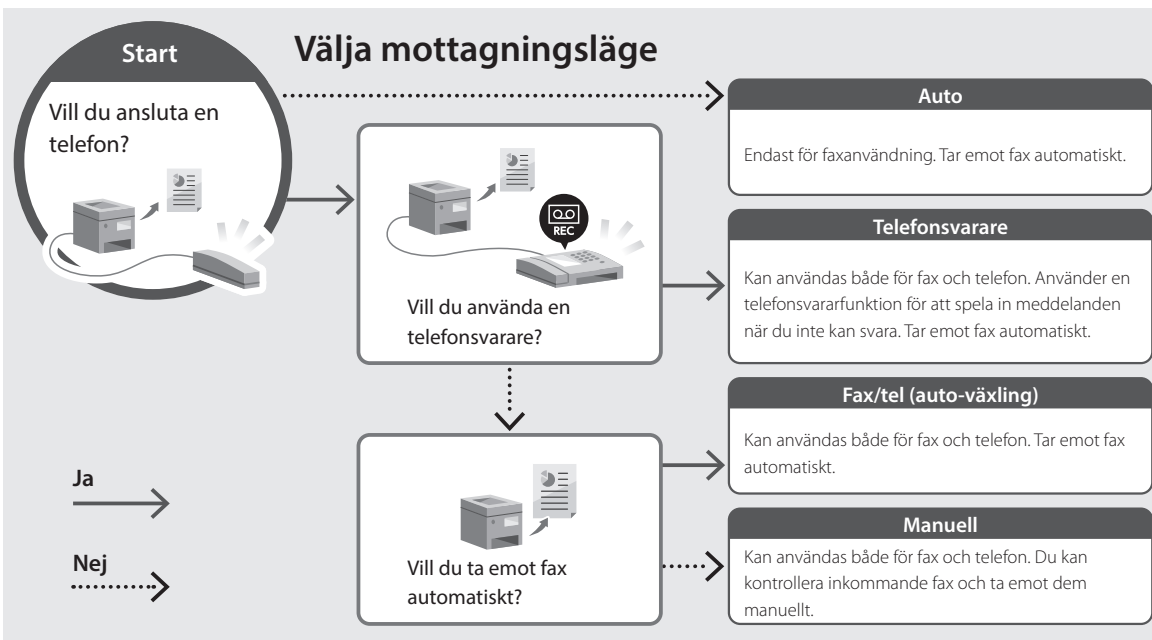 Start
Välja mottagningsläge
Vill du ansluta en
telefon?
Auto
Endast för faxanvändning. Tar emot fax automatiskt.
REC
Vill du använda en
telefonsvarare?
Telefonsvarare
Kan användas både för fax och telefon. Använder en
telefonsvararfunktion för att spela in meddelanden
när du inte kan svara. Tar emot fax automatiskt.
Fax/tel (auto-växling)
Kan användas både för fax och telefon. Tar emot fax
automatiskt.
Ja
Nej
Vill du ta emot fax
automatiskt?
Manuell
Kan användas både för fax och telefon. Du kan
kontrollera inkommande fax och ta emot dem
manuellt.